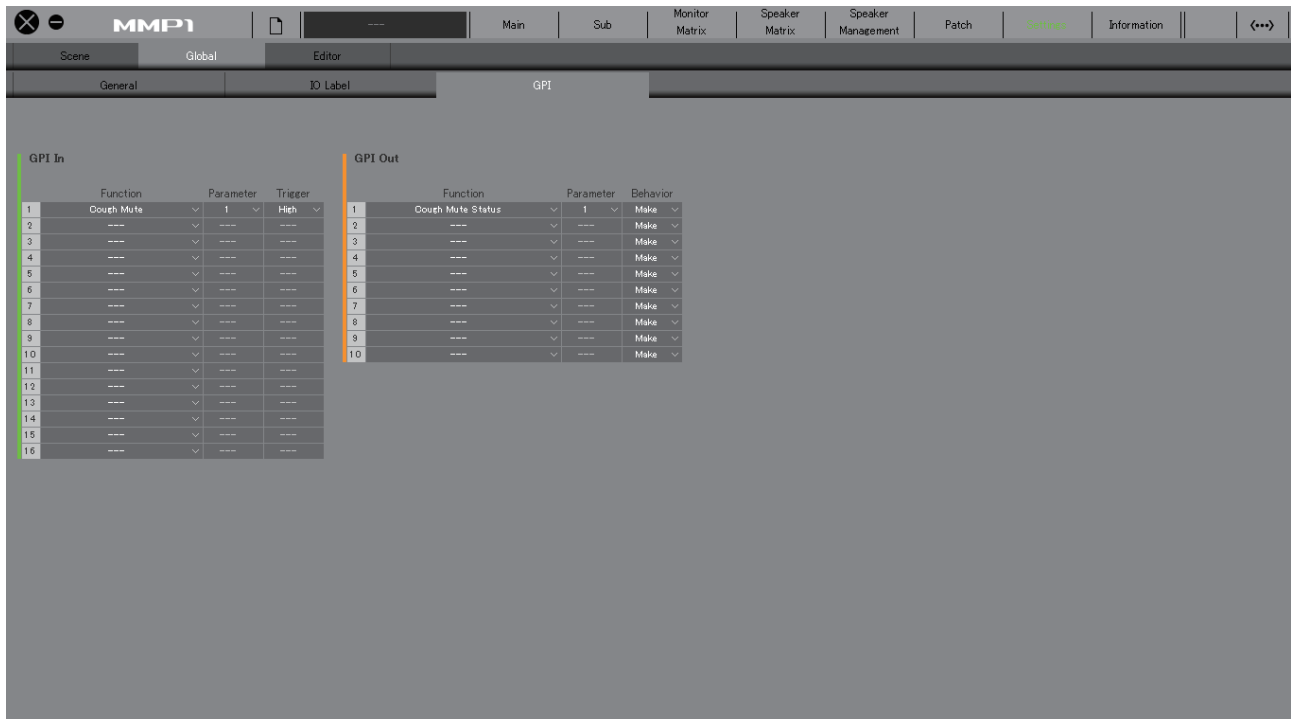 MMP1 --- Main Sub Monitor Matrix Speaker Matrix Speaker Management Patch Information
Scene Global Editor
General IO Label GPI
GPI In GPI Out
Function Parameter Trigger Function Parameter Behavior
1 Cough Mute 1 High 1 Cough Mute Status 1 Make
2 --- --- --- 2 --- --- Make
3 --- --- --- 3 --- --- Make
4 --- --- --- 4 --- --- Make
5 --- --- --- 5 --- --- Make
6 --- --- --- 6 --- --- Make
7 --- --- --- 7 --- --- Make
8 --- --- --- 8 --- --- Make
9 --- --- --- 9 --- --- Make
10 --- --- --- 10 --- --- Make
11 --- --- ---
12 --- --- ---
13 --- --- ---
14 --- --- ---
15 --- --- ---
16 --- --- ---